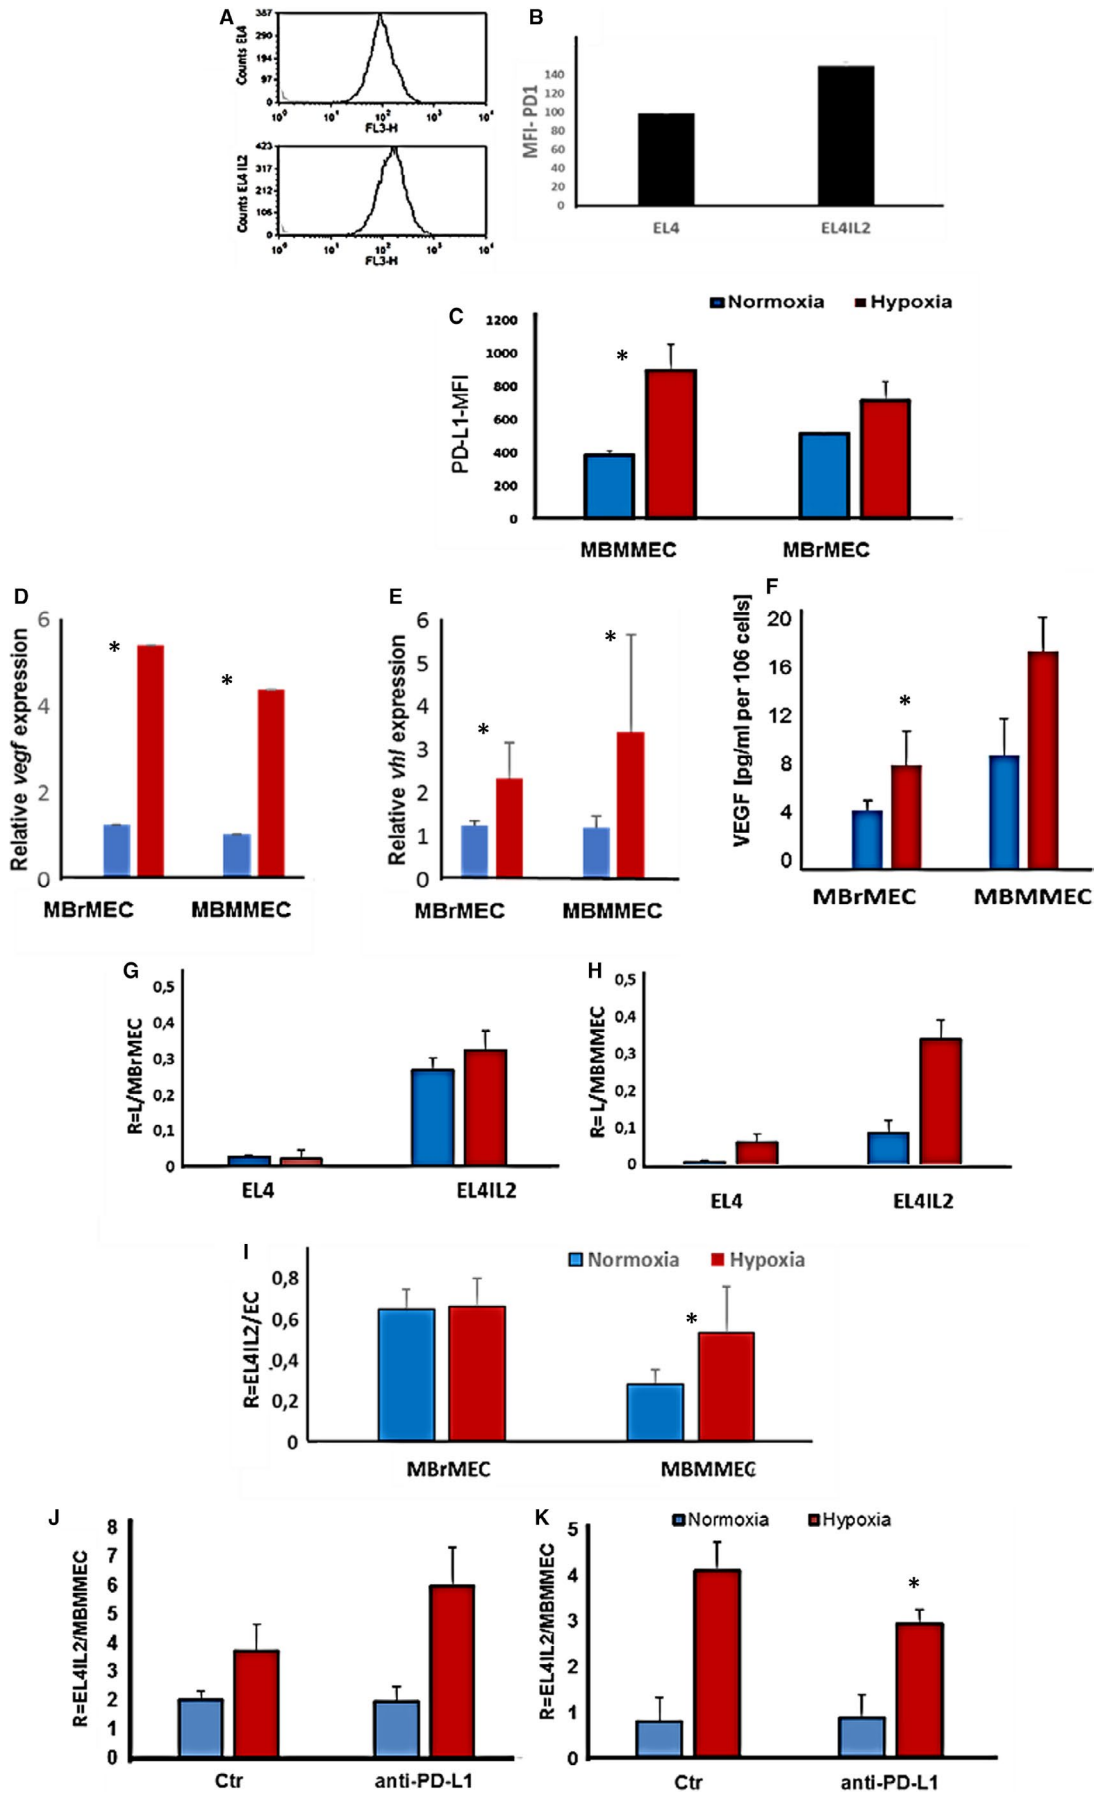 A
Counts EL4
387
290
194
97
0
10⁰ 10¹ 10² 10³ 10⁴
FL3-H
Counts EL4 IL2
423
317
212
106
0
10⁰ 10¹ 10² 10³ 10⁴
FL3-H
B
MFI- PD1
140
120
100
80
60
40
20
0
EL4 EL4IL2
Normoxia Hypoxia
C
PD-L1-MFI
1200
1000
800
600
400
200
0
*
MBMMEC MBrMEC
D
Relative vegf expression
6
4
2
0
* *
MBrMEC MBMMEC
E
Relative vhl expression
6
5
4
3
2
1
0
* *
MBrMEC MBMMEC
F
VEGF [pg/ml per 106 cells]
20
16
12
8
4
0
*
MBrMEC MBMMEC
G
R=L/MBrMEC
0,5
0,4
0,3
0,2
0,1
0
EL4 EL4IL2
H
R= L/MBMMEC
0,5
0,4
0,3
0,2
0,1
0
EL4 EL4IL2
I
Normoxia Hypoxia
R=EL4IL2/EC
0,8
0,6
0,4
0,2
0
*
MBrMEC MBMMEC
J
R=EL4IL2/MBMMEC
8
7
6
5
4
3
2
1
0
Ctr anti-PD-L1
K
Normoxia Hypoxia
R=EL4IL2/MBMMEC
5
4
3
2
1
0
*
Ctr anti-PD-L1